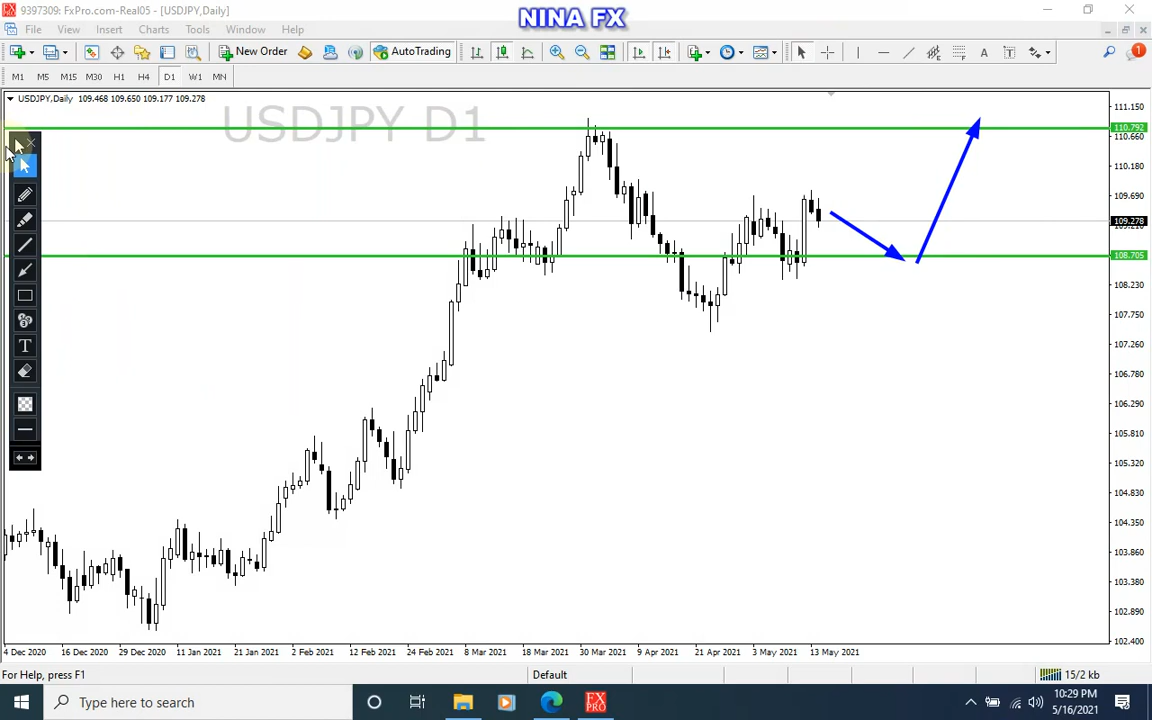 9397309: FxPro.com-Real05 - [USDJPY,Daily]
NINA FX
File View Insert Charts Tools Window Help
New Order AutoTrading 1
M1 M5 M15 M30 H1 H4 D1 W1 MN
USDJPY,Daily 109.468 109.650 109.177 109.278
USDJPY D1
111.150
110.792
110.660
110.180
109.690
109.278
108.705
108.230
107.750
107.260
106.780
106.290
105.810
105.320
104.830
104.350
103.860
103.380
102.890
102.400
T
4 Dec 2020 16 Dec 2020 29 Dec 2020 11 Jan 2021 21 Jan 2021 2 Feb 2021 12 Feb 2021 24 Feb 2021 8 Mar 2021 18 Mar 2021 30 Mar 2021 9 Apr 2021 21 Apr 2021 3 May 2021 13 May 2021
For Help, press F1 Default 15/2 kb
Type here to search FX PRO 10:29 PM
5/16/2021